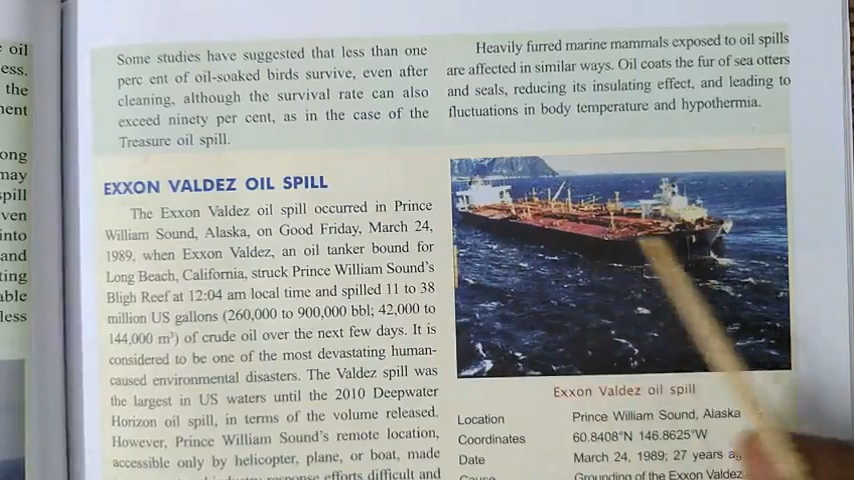 e oil
ess.
the
nent
ong
may
spill
ven
into
and
ting
able
less
Some studies have suggested that less than one
perc ent of oil-soaked birds survive, even after
cleaning, although the survival rate can also
exceed ninety per cent, as in the case of the
Treasure oil spill.
EXXON VALDEZ OIL SPILL
The Exxon Valdez oil spill occurred in Prince
William Sound, Alaska, on Good Friday, March 24,
1989, when Exxon Valdez, an oil tanker bound for
Long Beach, California, struck Prince William Sound's
Bligh Reef at 12:04 am local time and spilled 11 to 38
million US gallons (260,000 to 900,000 bbl; 42,000 to
144,000 m³) of crude oil over the next few days. It is
considered to be one of the most devastating human-
caused environmental disasters. The Valdez spill was
the largest in US waters until the 2010 Deepwater
Horizon oil spill, in terms of the volume released.
However, Prince William Sound's remote location,
accessible only by helicopter, plane, or boat, made
response efforts difficult and
Heavily furred marine mammals exposed to oil spills
are affected in similar ways. Oil coats the fur of sea otters
and seals, reducing its insulating effect, and leading to
fluctuations in body temperature and hypothermia.
Exxon Valdez oil spill
Location Prince William Sound, Alaska
Coordinates 60.8408°N 146.8625°W
Date March 24, 1989; 27 years ag
Cause Grounding of the Exxon Valdez